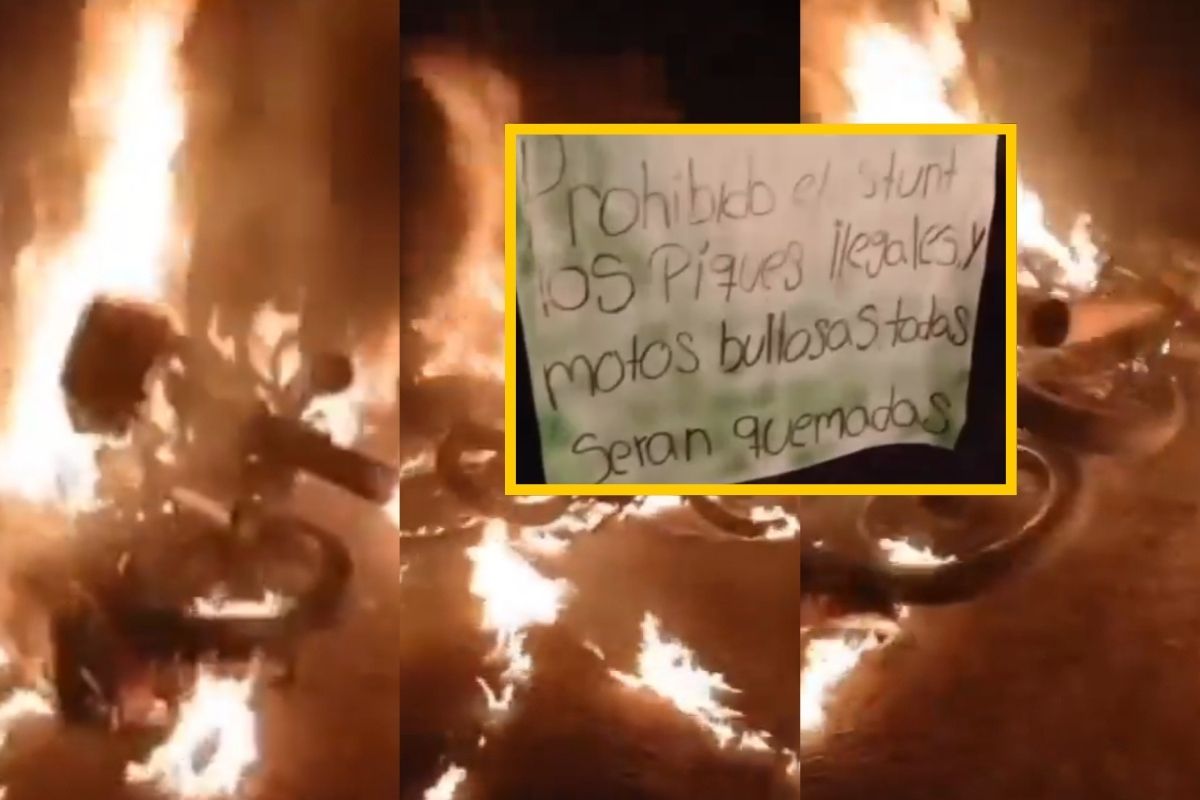 Prohibido el stunt
los Piques ilegales y
motos bullosas todas
Seran quemadas